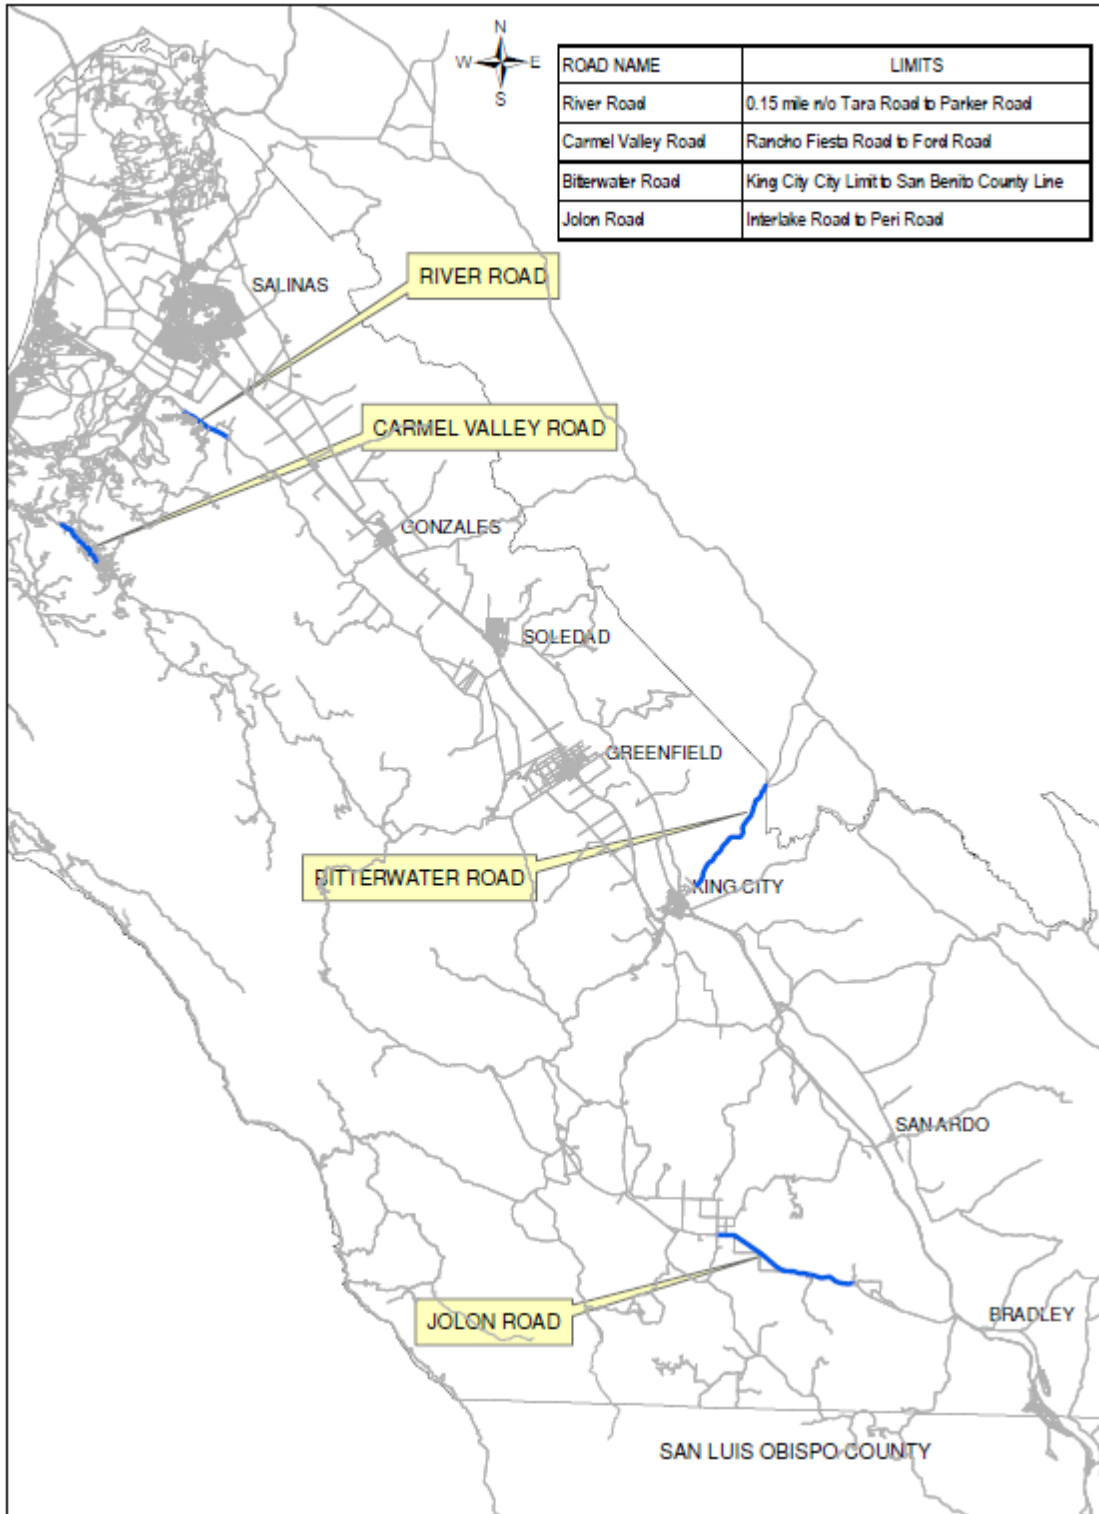 N
W E
S
ROAD NAME LIMITS
River Road 0.15 mile n/o Tara Road to Parker Road
Carmel Valley Road Rancho Fiesta Road to Ford Road
Bitterwater Road King City City Limit to San Benito County Line
Jolon Road Interlake Road to Peri Road
RIVER ROAD
SALINAS
CARMEL VALLEY ROAD
GONZALES
SOLEDAD
GREENFIELD
BITTERWATER ROAD
KING CITY
SAN ARDO
JOLON ROAD
BRADLEY
SAN LUIS OBISPO COUNTY